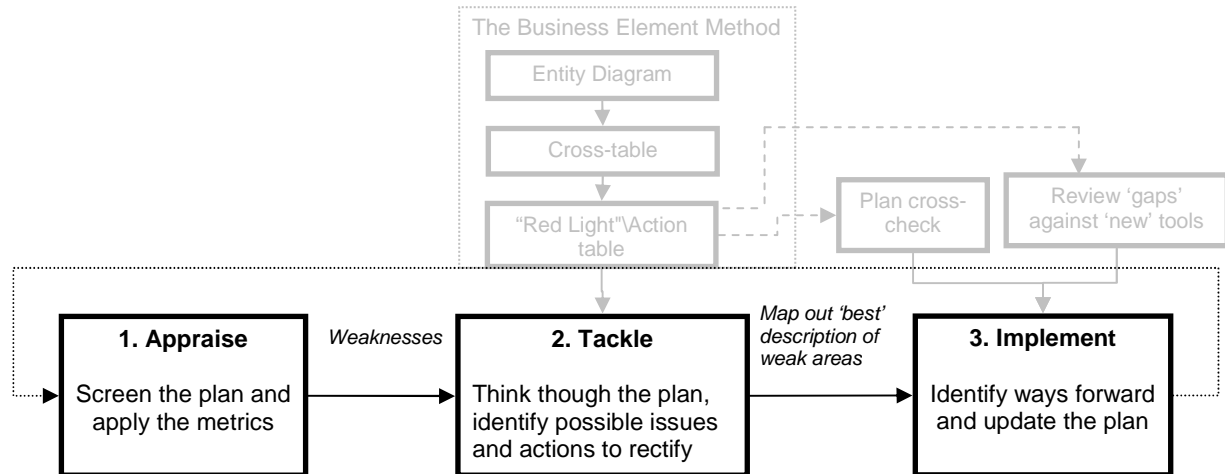 The Business Element Method
Entity Diagram
Cross-table
“Red Light”\Action
table
Plan cross-
check
Review ‘gaps’
against ‘new’ tools
1. Appraise
Screen the plan and
apply the metrics
Weaknesses
2. Tackle
Think though the plan,
identify possible issues
and actions to rectify
Map out ‘best’
description of
weak areas
3. Implement
Identify ways forward
and update the plan